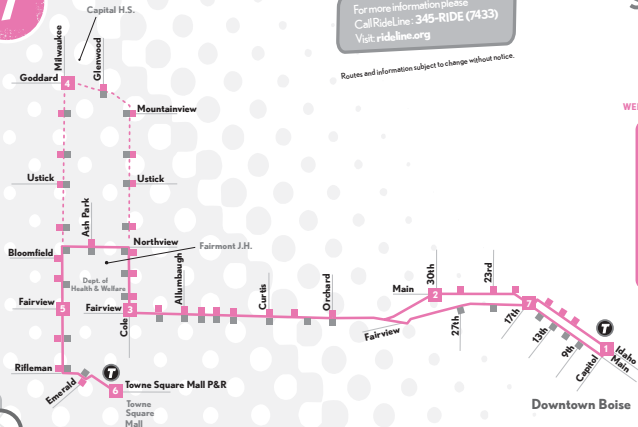 T
Capital H.S.
For more information please
Call RideLine: 345-RIDE (7433)
Visit: rideline.org
Routes and information subject to change without notice.
Milwaukee
Glenwood
Goddard
4
Mountainview
Ustick
Ustick
Ash Park
Northview
Fairmont J.H.
Bloomfield
Dept. of
Health & Welfare
Allumbaugh
Curtis
Orchard
Main
30th
23rd
2
7
Fairview
5
Fairview
3
Cole
Fairview
27th
17th
13th
9th
T
1
Idaho
Main
Capitol
Rifleman
Emerald
T
6
Towne Square Mall P&R
Towne
Square
Mall
Downtown Boise